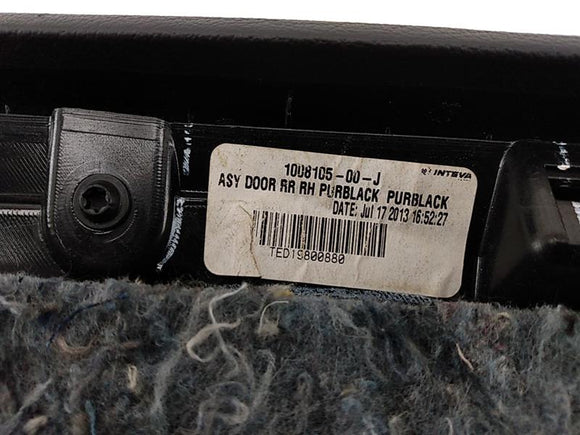 1008105-00-J INTEVA
ASY DOOR RR RH PURBLACK PURBLACK
DATE: Jul 17 2013 16:52:27
TED19800880